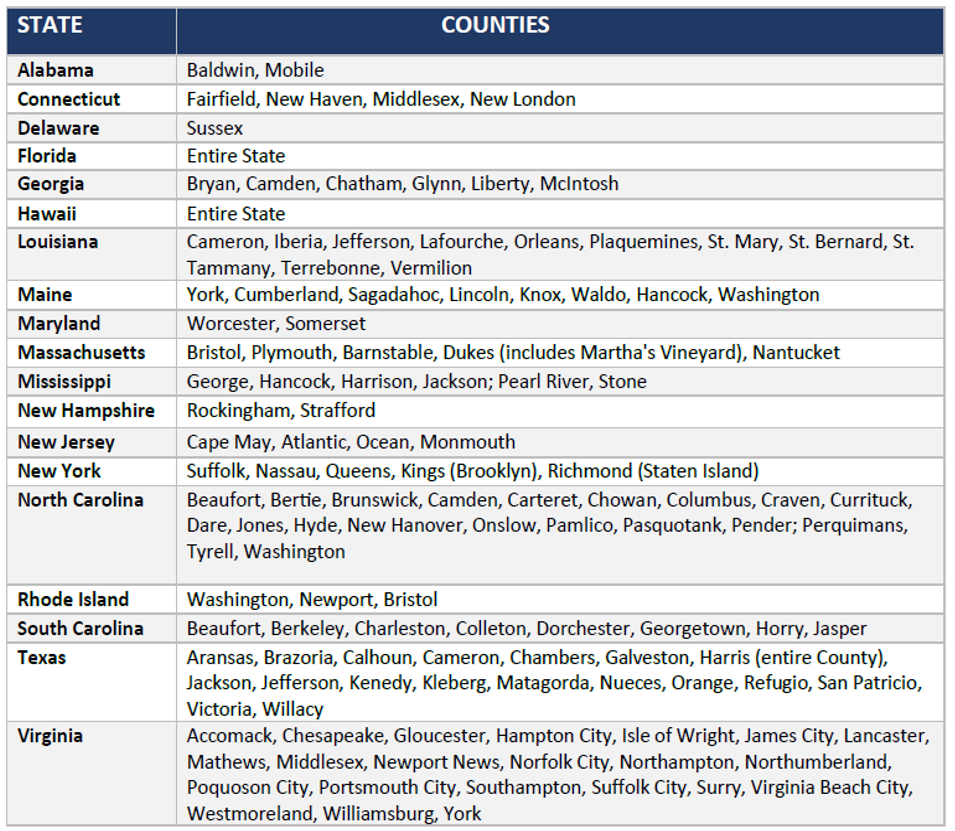 STATE COUNTIES
Alabama Baldwin, Mobile
Connecticut Fairfield, New Haven, Middlesex, New London
Delaware Sussex
Florida Entire State
Georgia Bryan, Camden, Chatham, Glynn, Liberty, McIntosh
Hawaii Entire State
Louisiana Cameron, Iberia, Jefferson, Lafourche, Orleans, Plaquemines, St. Mary, St. Bernard, St.
Tammany, Terrebonne, Vermilion
Maine York, Cumberland, Sagadahoc, Lincoln, Knox, Waldo, Hancock, Washington
Maryland Worcester, Somerset
Massachusetts Bristol, Plymouth, Barnstable, Dukes (includes Martha's Vineyard), Nantucket
Mississippi George, Hancock, Harrison, Jackson; Pearl River, Stone
New Hampshire Rockingham, Strafford
New Jersey Cape May, Atlantic, Ocean, Monmouth
New York Suffolk, Nassau, Queens, Kings (Brooklyn), Richmond (Staten Island)
North Carolina Beaufort, Bertie, Brunswick, Camden, Carteret, Chowan, Columbus, Craven, Currituck,
Dare, Jones, Hyde, New Hanover, Onslow, Pamlico, Pasquotank, Pender; Perquimans,
Tyrell, Washington
Rhode Island Washington, Newport, Bristol
South Carolina Beaufort, Berkeley, Charleston, Colleton, Dorchester, Georgetown, Horry, Jasper
Texas Aransas, Brazoria, Calhoun, Cameron, Chambers, Galveston, Harris (entire County),
Jackson, Jefferson, Kenedy, Kleberg, Matagorda, Nueces, Orange, Refugio, San Patricio,
Victoria, Willacy
Virginia Accomack, Chesapeake, Gloucester, Hampton City, Isle of Wright, James City, Lancaster,
Mathews, Middlesex, Newport News, Norfolk City, Northampton, Northumberland,
Poquoson City, Portsmouth City, Southampton, Suffolk City, Surry, Virginia Beach City,
Westmoreland, Williamsburg, York